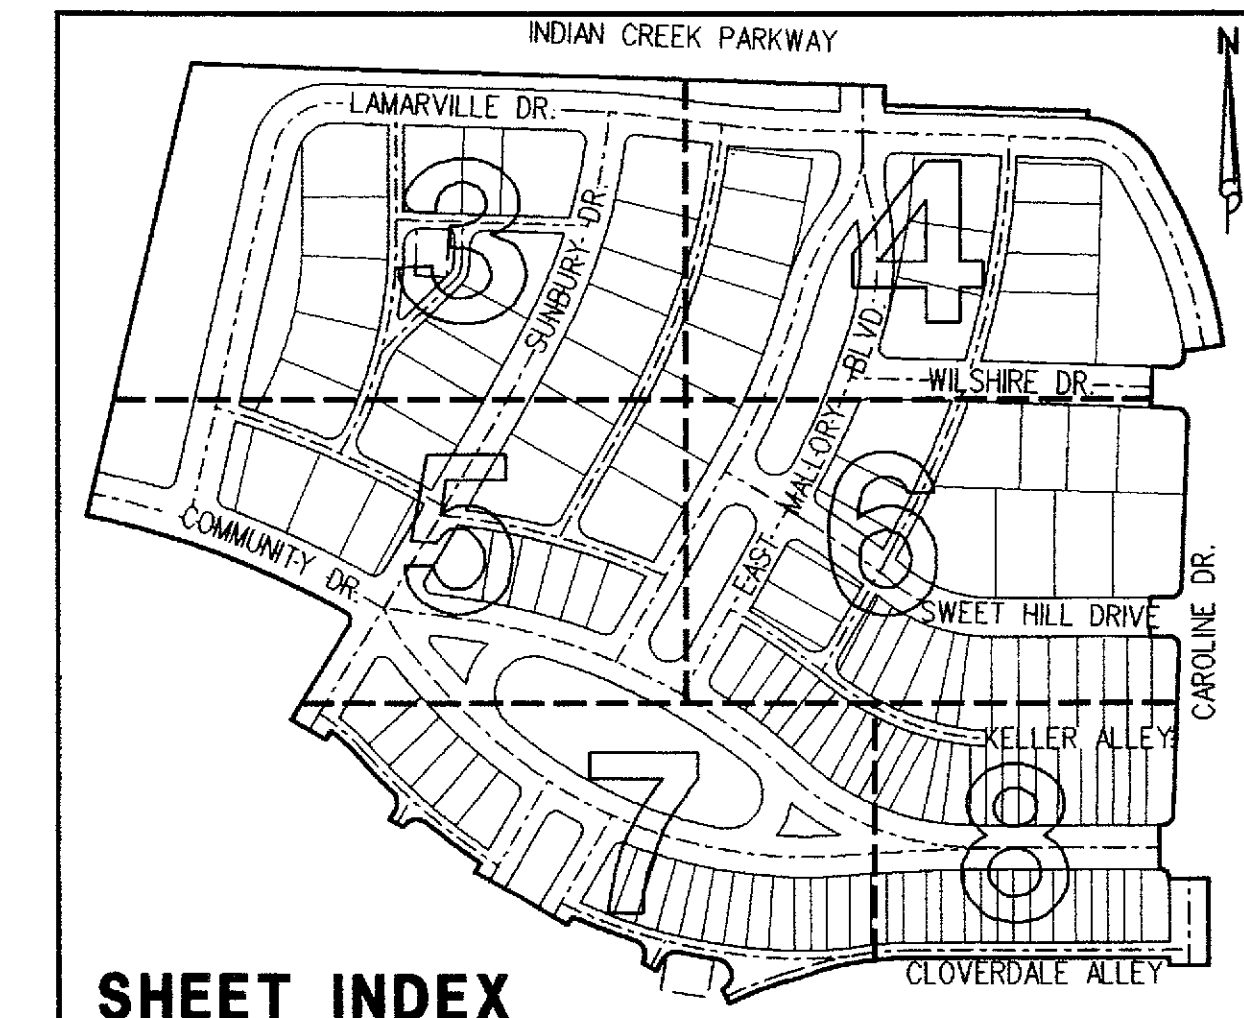 INDIAN CREEK PARKWAY
N
LAMARVILLE DR.
3
4
SUNBURY DR.
EAST MALLORY BLVD.
WILSHIRE DR.
5
6
COMMUNITY DR.
SWEET HILL DRIVE
CAROLINE DR.
KELLER ALLEY
7
8
CLOVERDALE ALLEY
SHEET INDEX